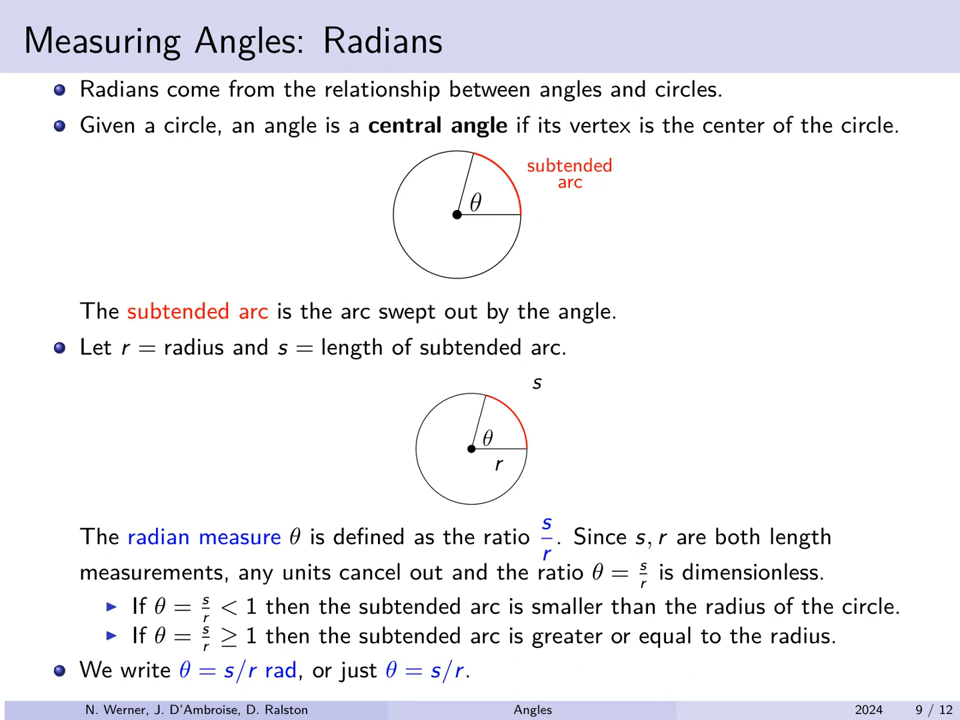 Measuring Angles: Radians
Radians come from the relationship between angles and circles.
Given a circle, an angle is a central angle if its vertex is the center of the circle.
subtended
arc
θ
The subtended arc is the arc swept out by the angle.
Let r = radius and s = length of subtended arc.
s
θ
r
The radian measure θ is defined as the ratio s/r. Since s, r are both length
measurements, any units cancel out and the ratio θ = s/r is dimensionless.
If θ = s/r < 1 then the subtended arc is smaller than the radius of the circle.
If θ = s/r ≥ 1 then the subtended arc is greater or equal to the radius.
We write θ = s/r rad, or just θ = s/r.
N. Werner, J. D'Ambroise, D. Ralston
Angles
2024
9 / 12